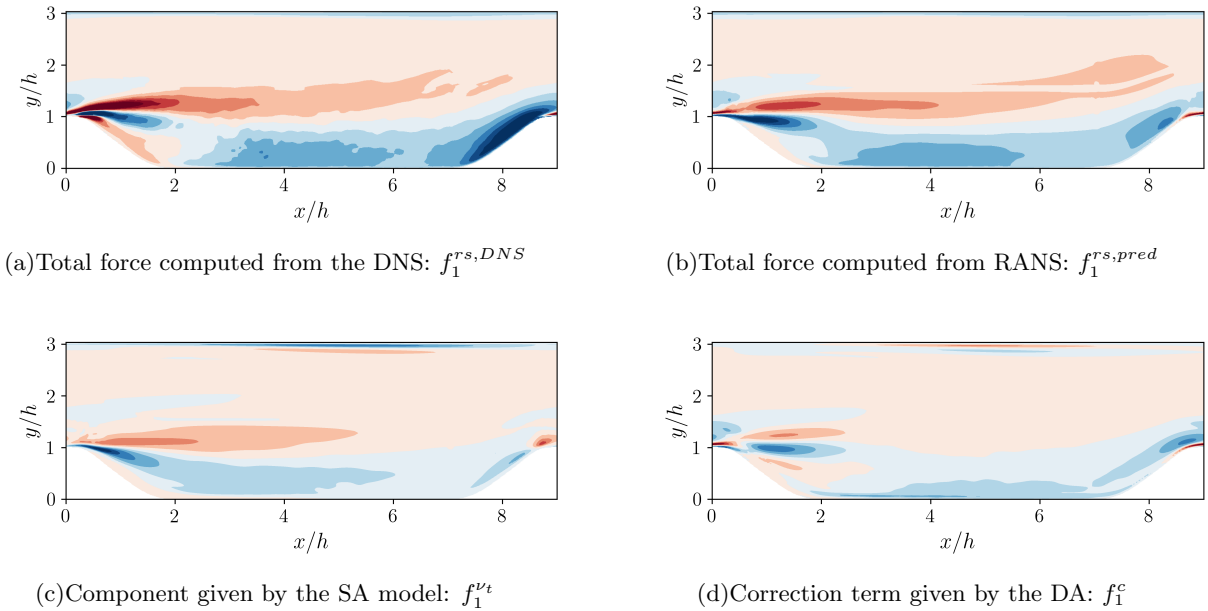 3
2
1
0
y/h
0 2 4 6 8
x/h
(a)Total force computed from the DNS: $f_1^{rs,DNS}$
3
2
1
0
y/h
0 2 4 6 8
x/h
(b)Total force computed from RANS: $f_1^{rs,pred}$
3
2
1
0
y/h
0 2 4 6 8
x/h
(c)Component given by the SA model: $f_1^{\nu_t}$
3
2
1
0
y/h
0 2 4 6 8
x/h
(d)Correction term given by the DA: $f_1^c$